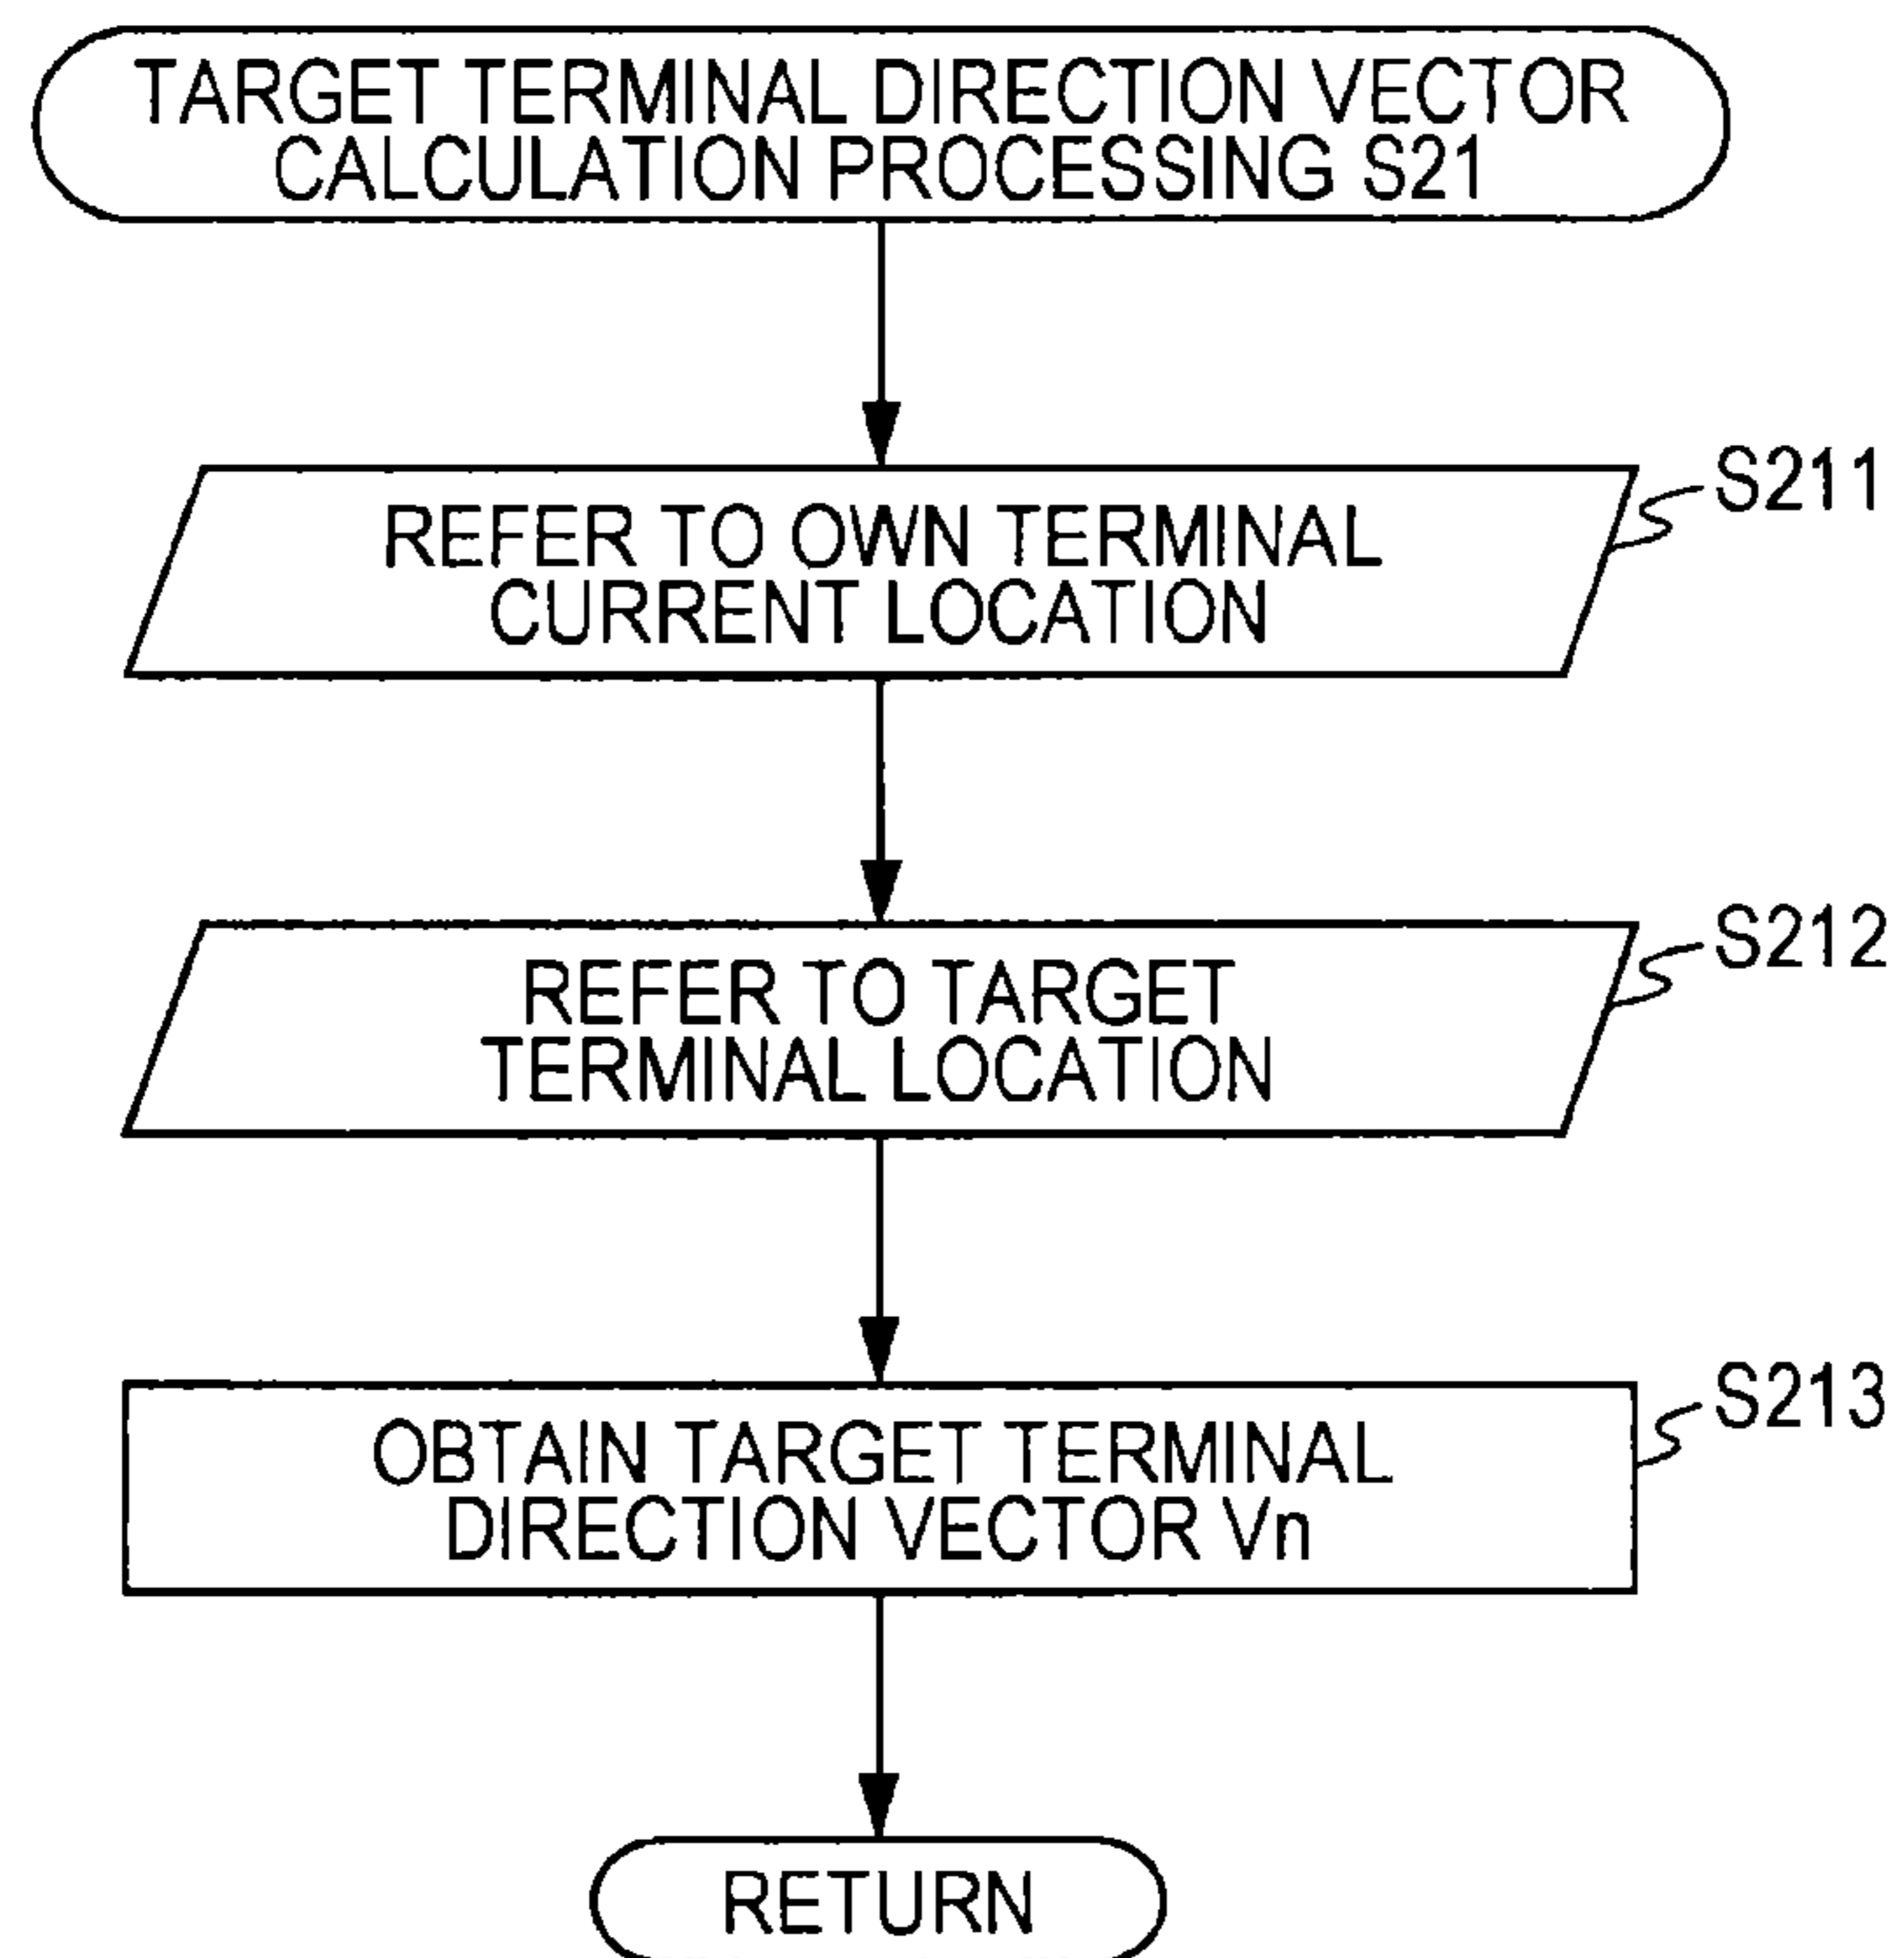 TARGET TERMINAL DIRECTION VECTOR
CALCULATION PROCESSING S21
S211
REFER TO OWN TERMINAL
CURRENT LOCATION
S212
REFER TO TARGET
TERMINAL LOCATION
S213
OBTAIN TARGET TERMINAL
DIRECTION VECTOR Vn
RETURN